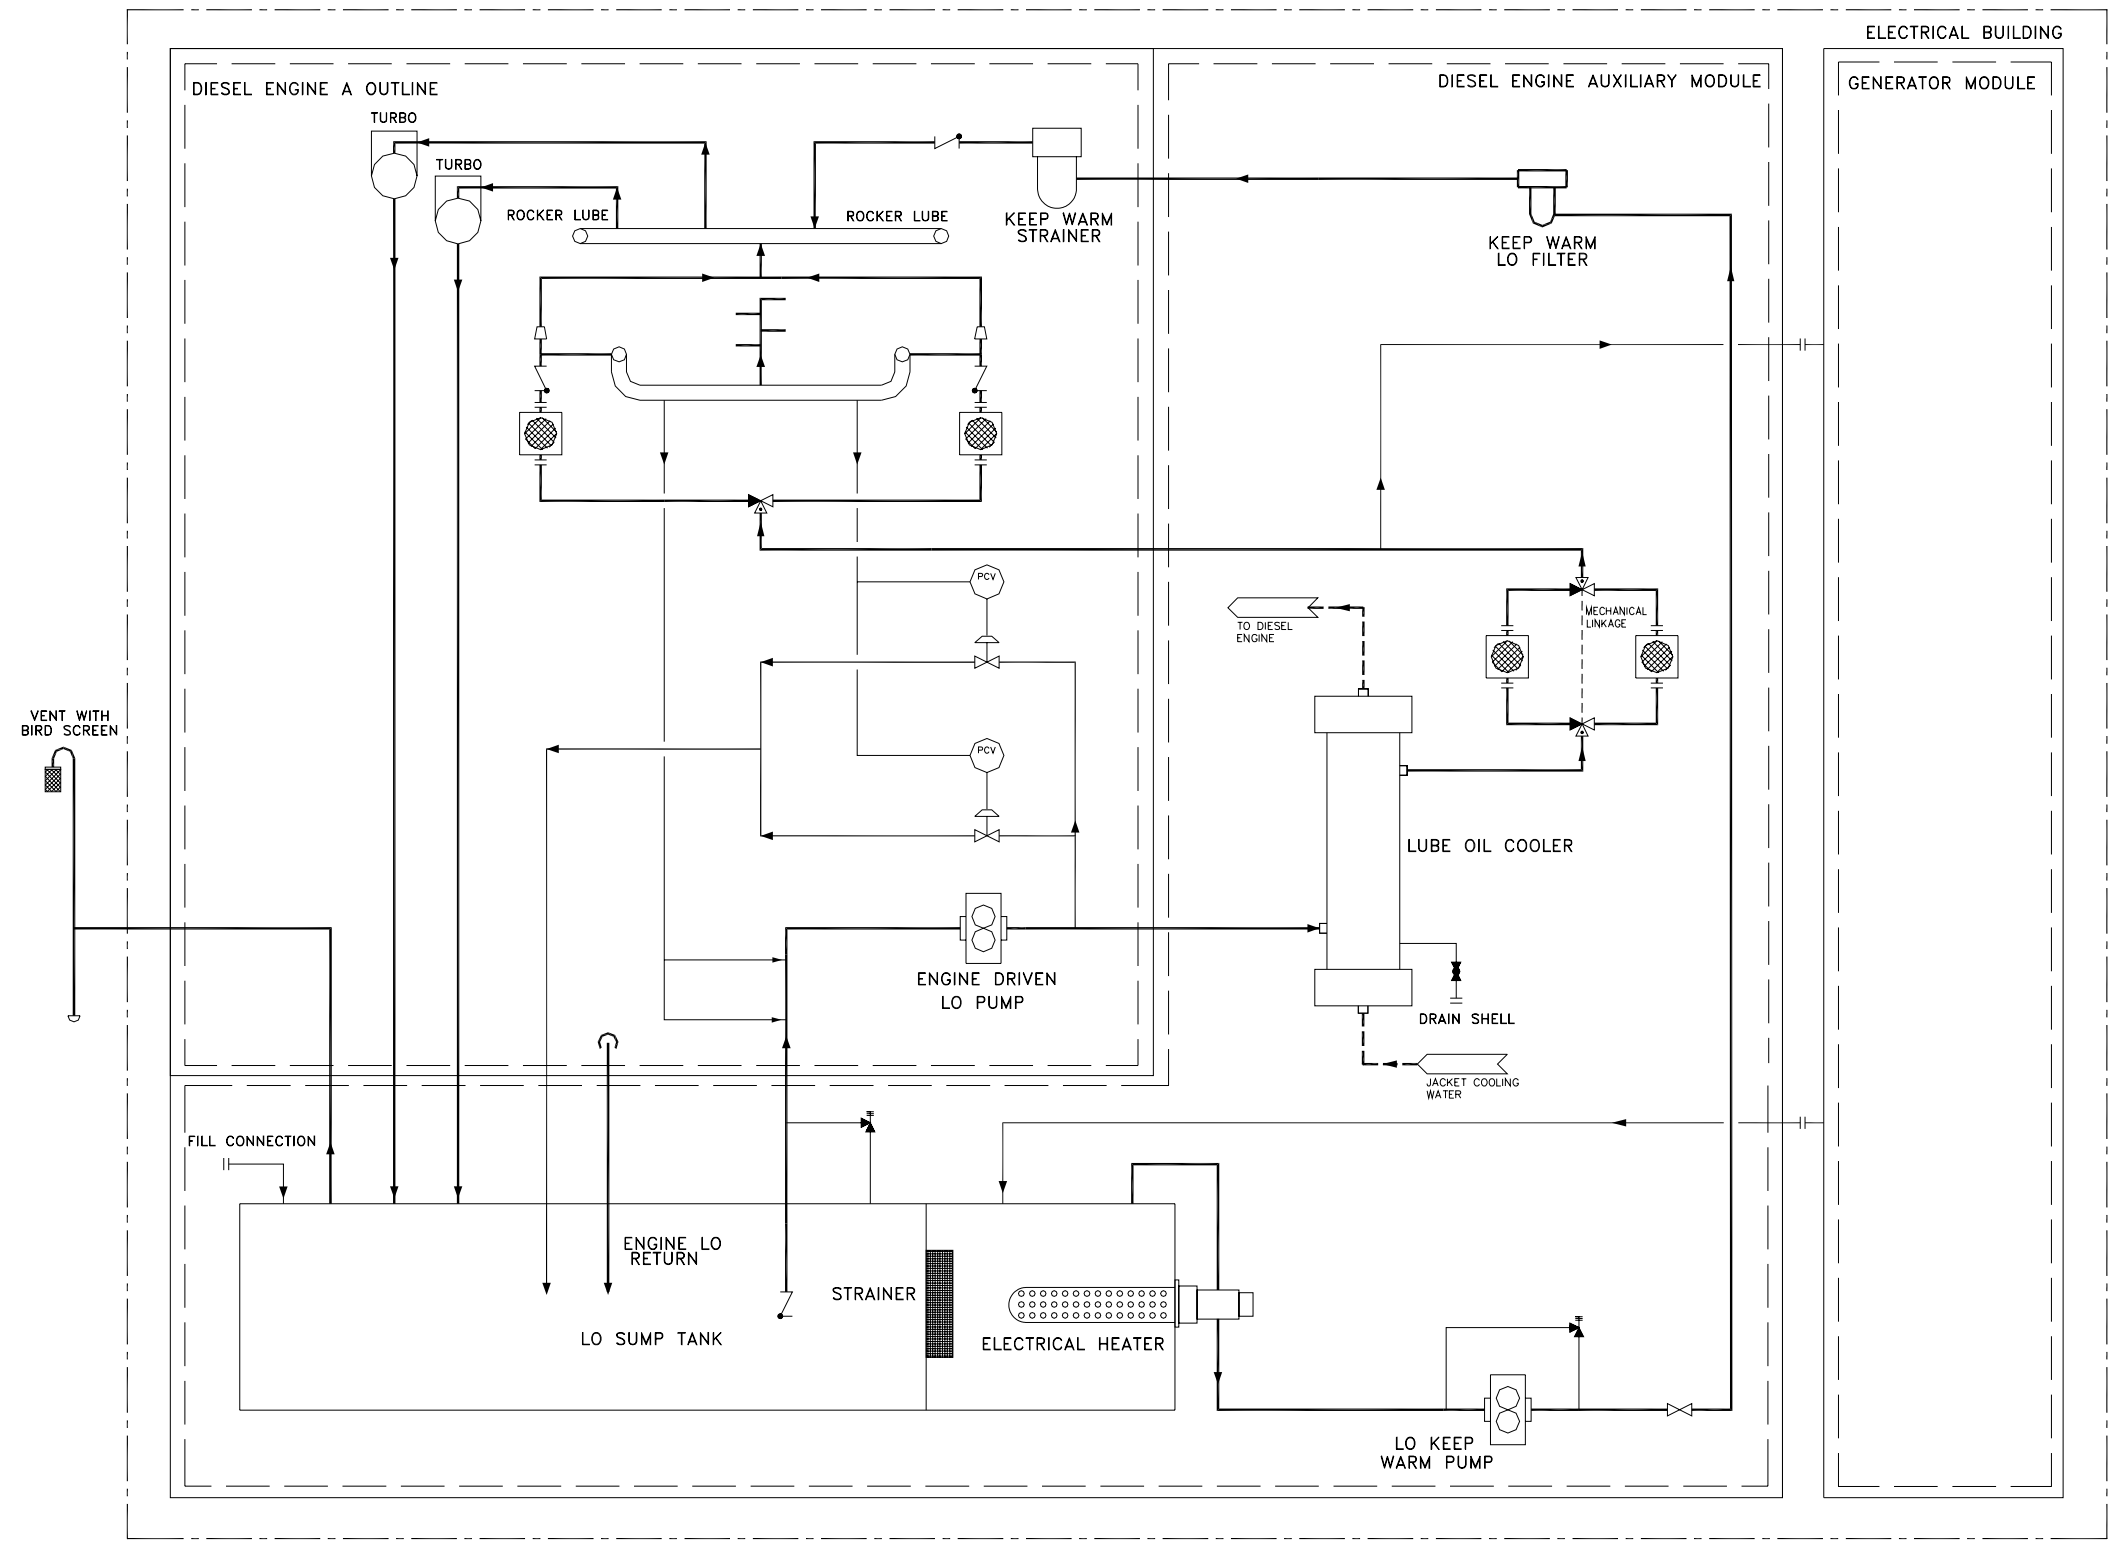 ELECTRICAL BUILDING
DIESEL ENGINE A OUTLINE
DIESEL ENGINE AUXILIARY MODULE
GENERATOR MODULE
TURBO
TURBO
ROCKER LUBE
ROCKER LUBE
KEEP WARM
STRAINER
KEEP WARM
LO FILTER
PCV
MECHANICAL
LINKAGE
TO DIESEL
ENGINE
VENT WITH
BIRD SCREEN
PCV
LUBE OIL COOLER
ENGINE DRIVEN
LO PUMP
DRAIN SHELL
JACKET COOLING
WATER
FILL CONNECTION
ENGINE LO
RETURN
STRAINER
LO SUMP TANK
ELECTRICAL HEATER
LO KEEP
WARM PUMP